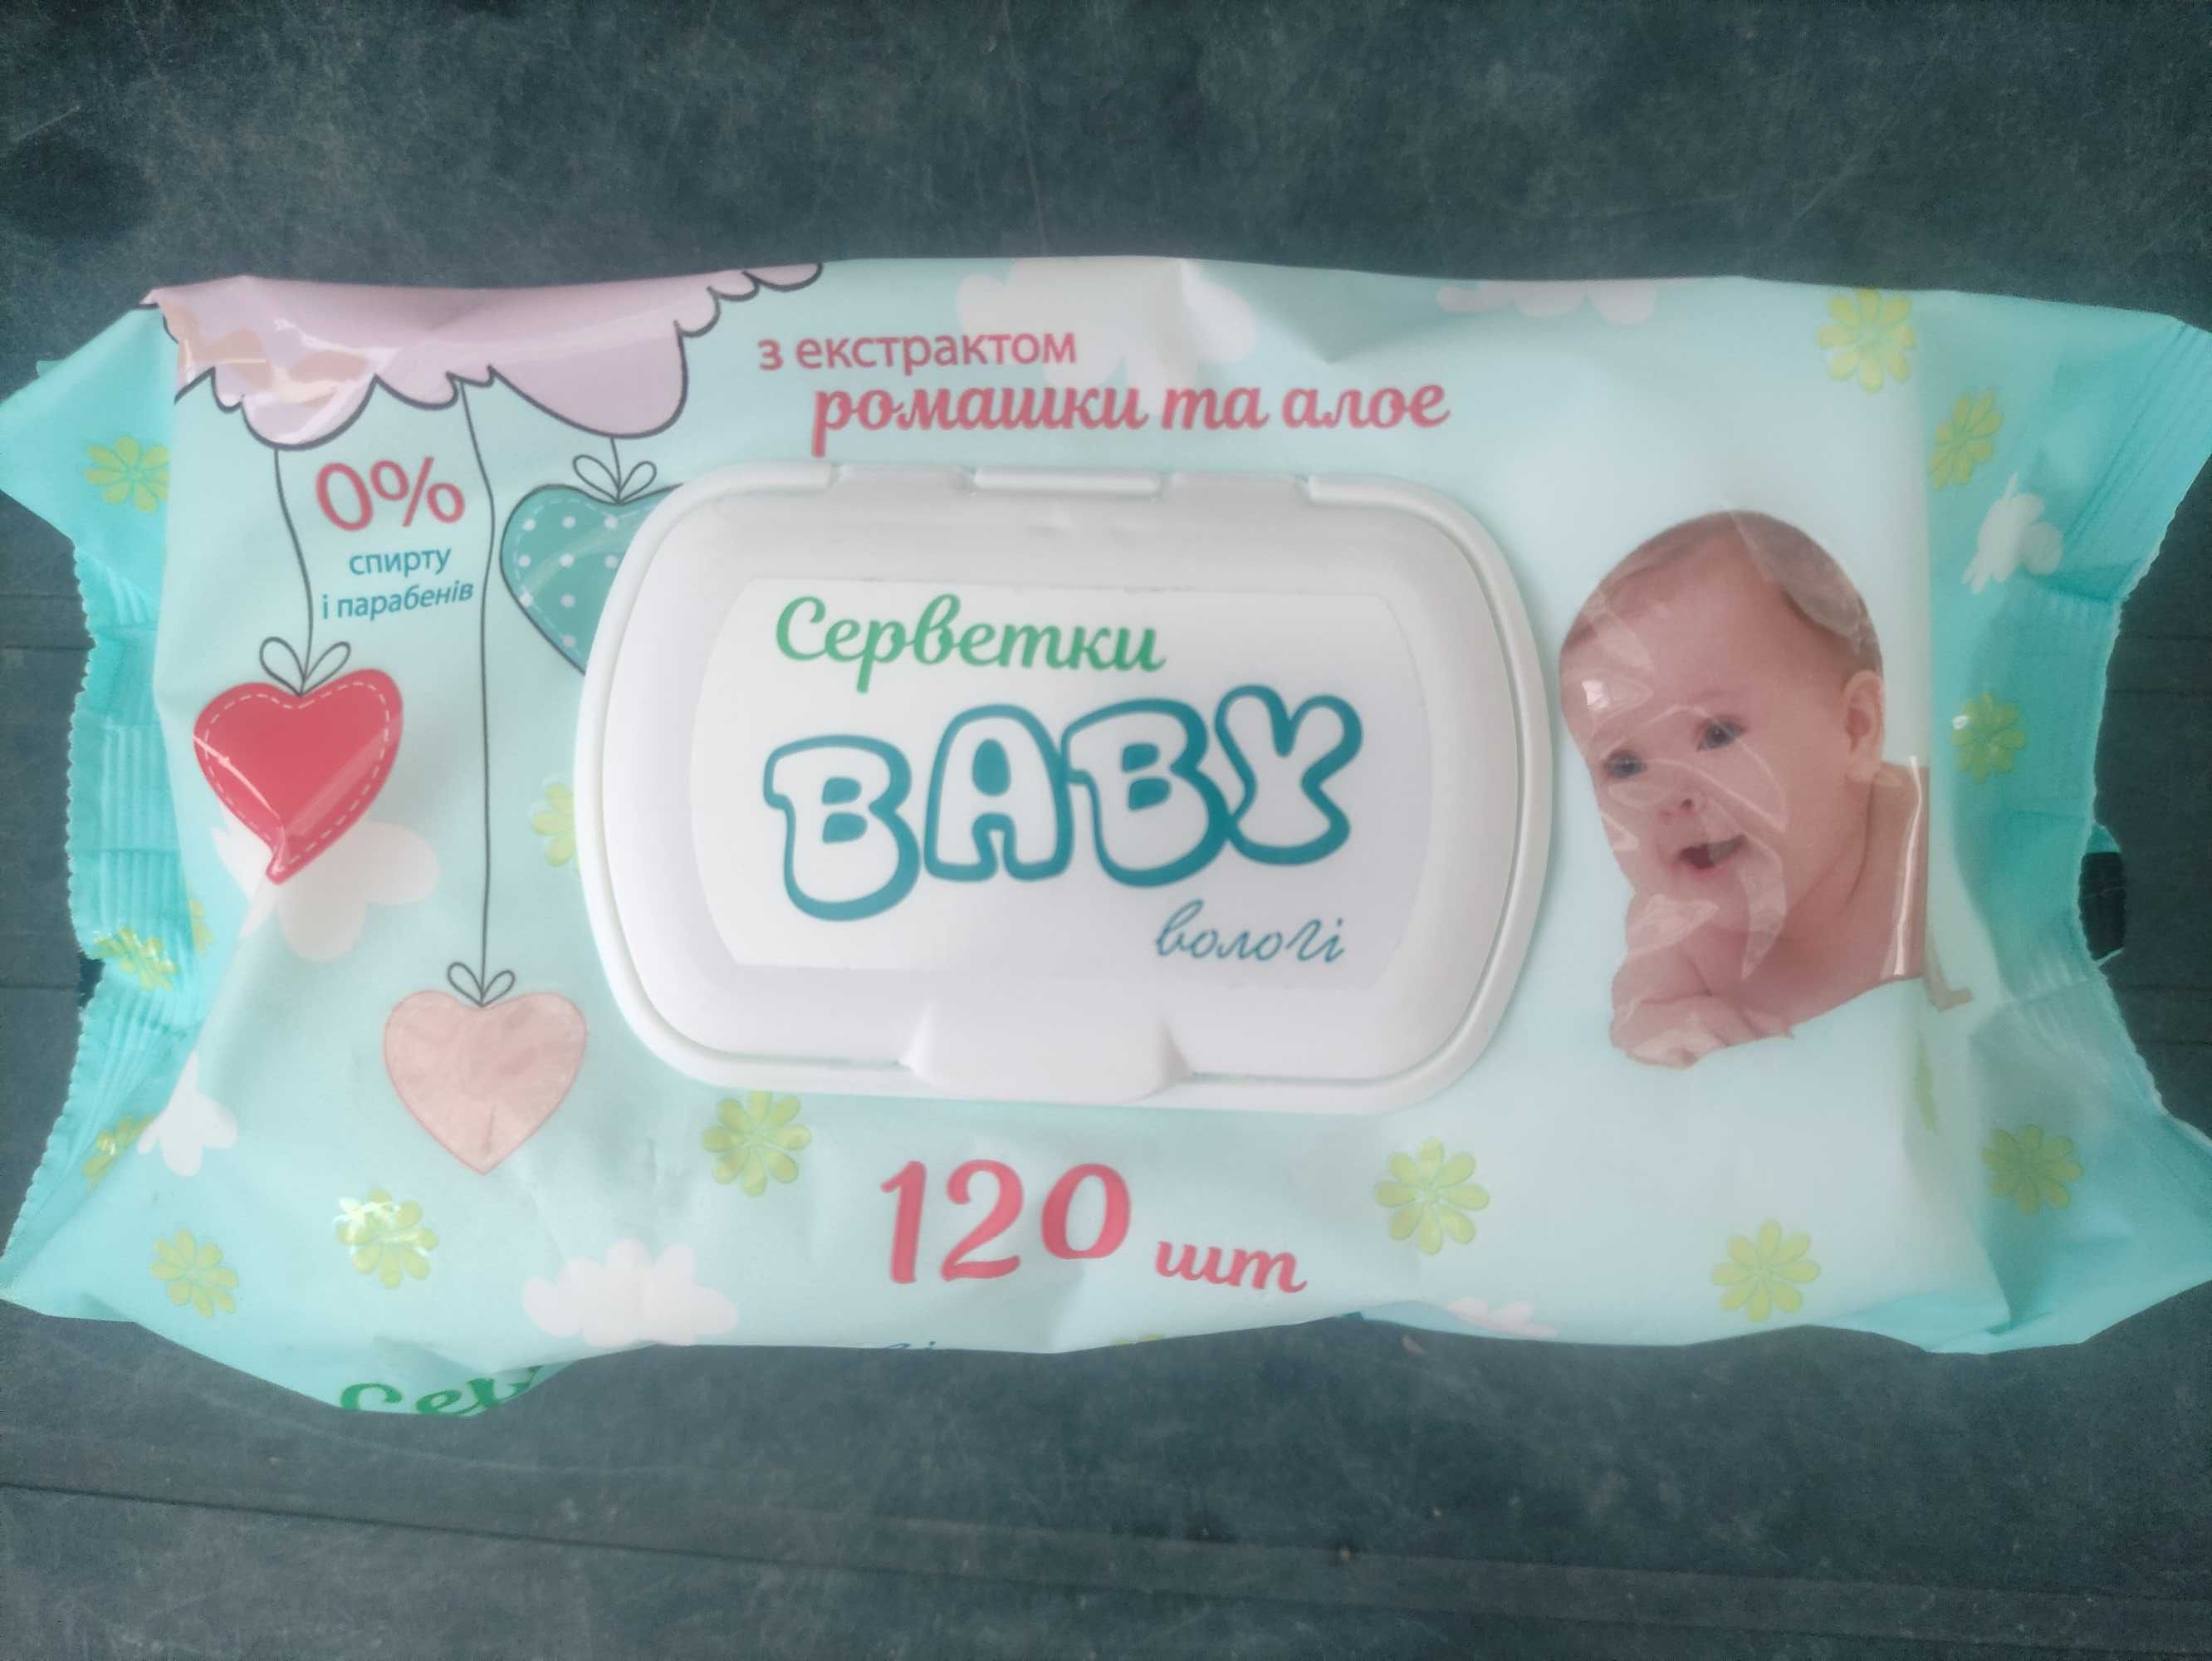 з екстрактом
ромашки та алое
0%
спирту
і парабенів
Серветки
BABY
вологі
120 шт